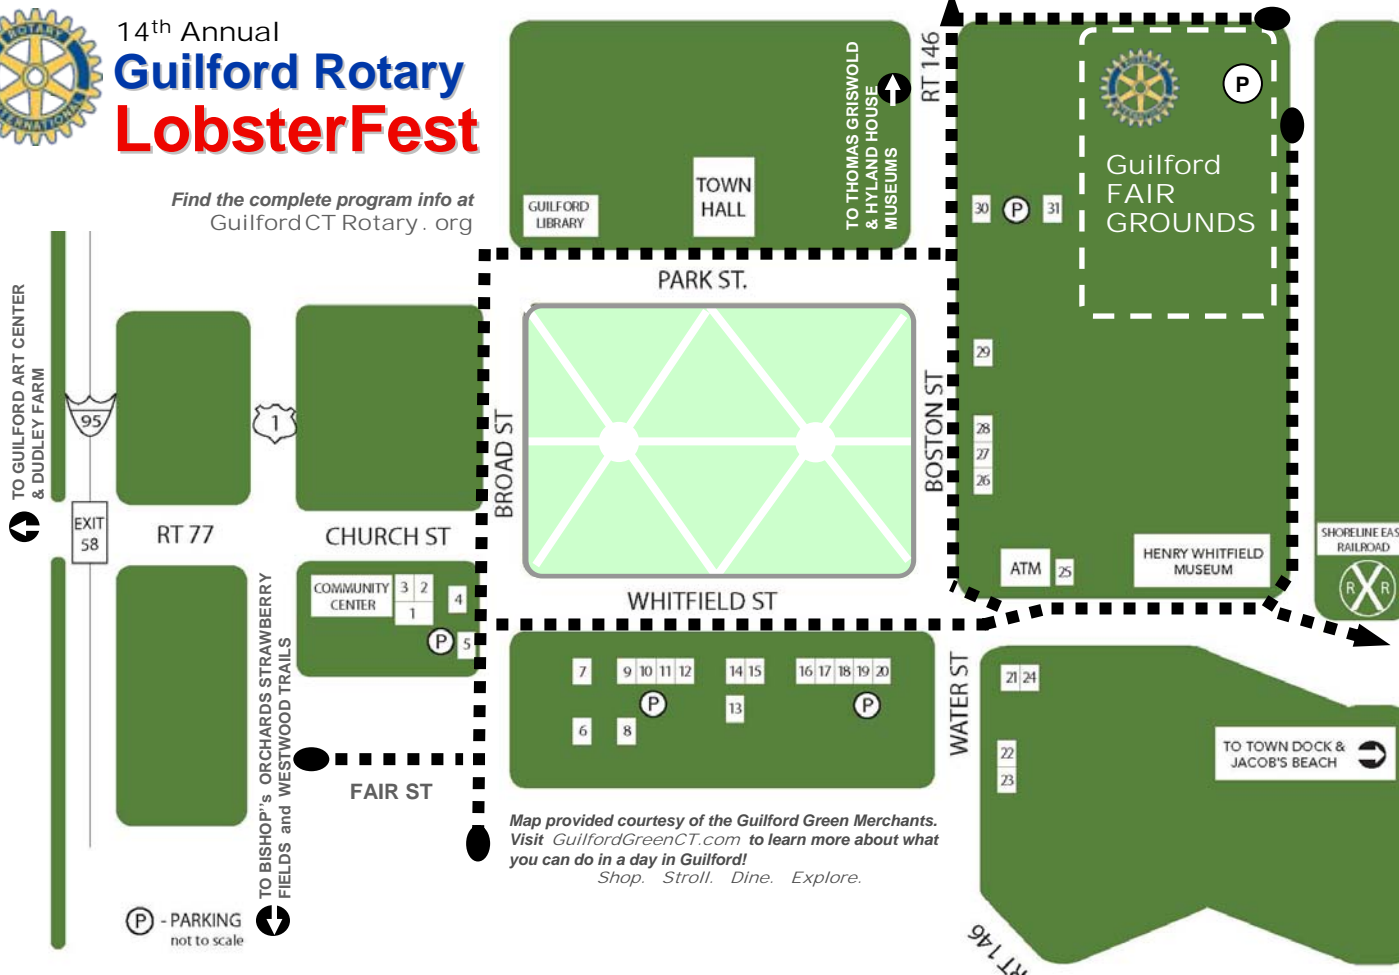 ROTARY
INTERNATIONAL
14th Annual
Guilford Rotary
LobsterFest
Find the complete program info at
GuilfordCTRotary.org
GUILFORD
LIBRARY
TOWN
HALL
TO THOMAS GRISWOLD
& HYLAND HOUSE
MUSEUMS
RT 146
P
Guilford
FAIR
GROUNDS
30
P
31
PARK ST.
TO GUILFORD ART CENTER
& DUDLEY FARM
95
1
BROAD ST
BOSTON ST
29
28
27
26
EXIT
58
RT 77
CHURCH ST
ATM
25
HENRY WHITFIELD
MUSEUM
SHORELINE EAS
RAILROAD
R R
COMMUNITY
CENTER
3 2
1
4
P
5
WHITFIELD ST
7
9 10 11 12
14 15
16 17 18 19 20
P
13
P
6
8
WATER ST
21 24
22
23
TO TOWN DOCK &
JACOB'S BEACH
TO BISHOP"s ORCHARDS STRAWBERRY
FIELDS and WESTWOOD TRAILS
FAIR ST
Map provided courtesy of the Guilford Green Merchants.
Visit GuilfordGreenCT.com to learn more about what
you can do in a day in Guilford!
Shop. Stroll. Dine. Explore.
P - PARKING
not to scale
RT 146